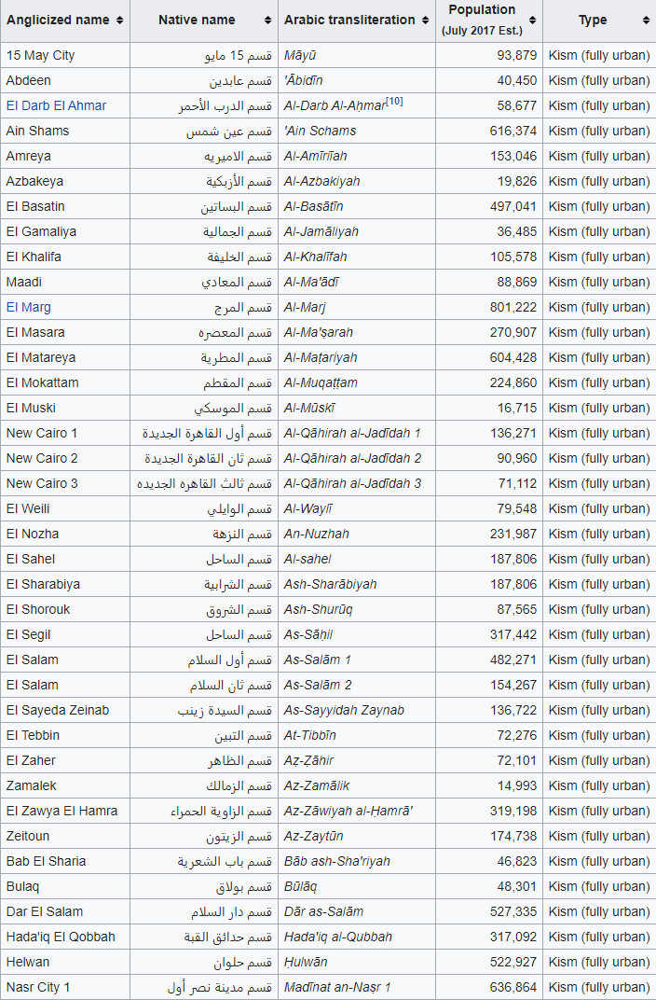 Anglicized name Native name Arabic transliteration Population (July 2017 Est.) Type
15 May City قسم 15 مايو Māyū 93,879 Kism (fully urban)
Abdeen قسم عابدين 'Ābidīn 40,450 Kism (fully urban)
El Darb El Ahmar قسم الدرب الأحمر Al-Darb Al-Aḥmar[10] 58,677 Kism (fully urban)
Ain Shams قسم عين شمس 'Ain Schams 616,374 Kism (fully urban)
Amreya قسم الاميريه Al-Amīriīah 153,046 Kism (fully urban)
Azbakeya قسم الأزبكية Al-Azbakiyah 19,826 Kism (fully urban)
El Basatin قسم البساتين Al-Basātīn 497,041 Kism (fully urban)
El Gamaliya قسم الجمالية Al-Jamāliyah 36,485 Kism (fully urban)
El Khalifa قسم الخليفة Al-Khalīfah 105,578 Kism (fully urban)
Maadi قسم المعادي Al-Ma'ādī 88,869 Kism (fully urban)
El Marg قسم المرج Al-Marj 801,222 Kism (fully urban)
El Masara قسم المعصره Al-Ma'ṣarah 270,907 Kism (fully urban)
El Matareya قسم المطرية Al-Maṭariyah 604,428 Kism (fully urban)
El Mokattam قسم المقطم Al-Muqaṭṭam 224,860 Kism (fully urban)
El Muski قسم الموسكي Al-Mūskī 16,715 Kism (fully urban)
New Cairo 1 قسم أول القاهرة الجديدة Al-Qāhirah al-Jadīdah 1 136,271 Kism (fully urban)
New Cairo 2 قسم ثان القاهرة الجديدة Al-Qāhirah al-Jadīdah 2 90,960 Kism (fully urban)
New Cairo 3 قسم ثالث القاهره الجديده Al-Qāhirah al-Jadīdah 3 71,112 Kism (fully urban)
El Weili قسم الوايلي Al-Waylī 79,548 Kism (fully urban)
El Nozha قسم النزهة An-Nuzhah 231,987 Kism (fully urban)
El Sahel قسم الساحل Al-sahel 187,806 Kism (fully urban)
El Sharabiya قسم الشرابية Ash-Sharābiyah 187,806 Kism (fully urban)
El Shorouk قسم الشروق Ash-Shurūq 87,565 Kism (fully urban)
El Segil قسم الساحل As-Sāḥil 317,442 Kism (fully urban)
El Salam قسم أول السلام As-Salām 1 482,271 Kism (fully urban)
El Salam قسم ثان السلام As-Salām 2 154,267 Kism (fully urban)
El Sayeda Zeinab قسم السيدة زينب As-Sayyidah Zaynab 136,722 Kism (fully urban)
El Tebbin قسم التبين At-Tibbīn 72,276 Kism (fully urban)
El Zaher قسم الظاهر Aẓ-Ẓāhir 72,101 Kism (fully urban)
Zamalek قسم الزمالك Az-Zamālik 14,993 Kism (fully urban)
El Zawya El Hamra قسم الزاوية الحمراء Az-Zāwiyah al-Ḥamrā' 319,198 Kism (fully urban)
Zeitoun قسم الزيتون Az-Zaytūn 174,738 Kism (fully urban)
Bab El Sharia قسم باب الشعرية Bāb ash-Sha'riyah 46,823 Kism (fully urban)
Bulaq قسم بولاق Būlāq 48,301 Kism (fully urban)
Dar El Salam قسم دار السلام Dār as-Salām 527,335 Kism (fully urban)
Hada'iq El Qobbah قسم حدائق القبة Hada'iq al-Qubbah 317,092 Kism (fully urban)
Helwan قسم حلوان Ḥulwān 522,927 Kism (fully urban)
Nasr City 1 قسم مدينة نصر أول Madīnat an-Naṣr 1 636,864 Kism (fully urban)